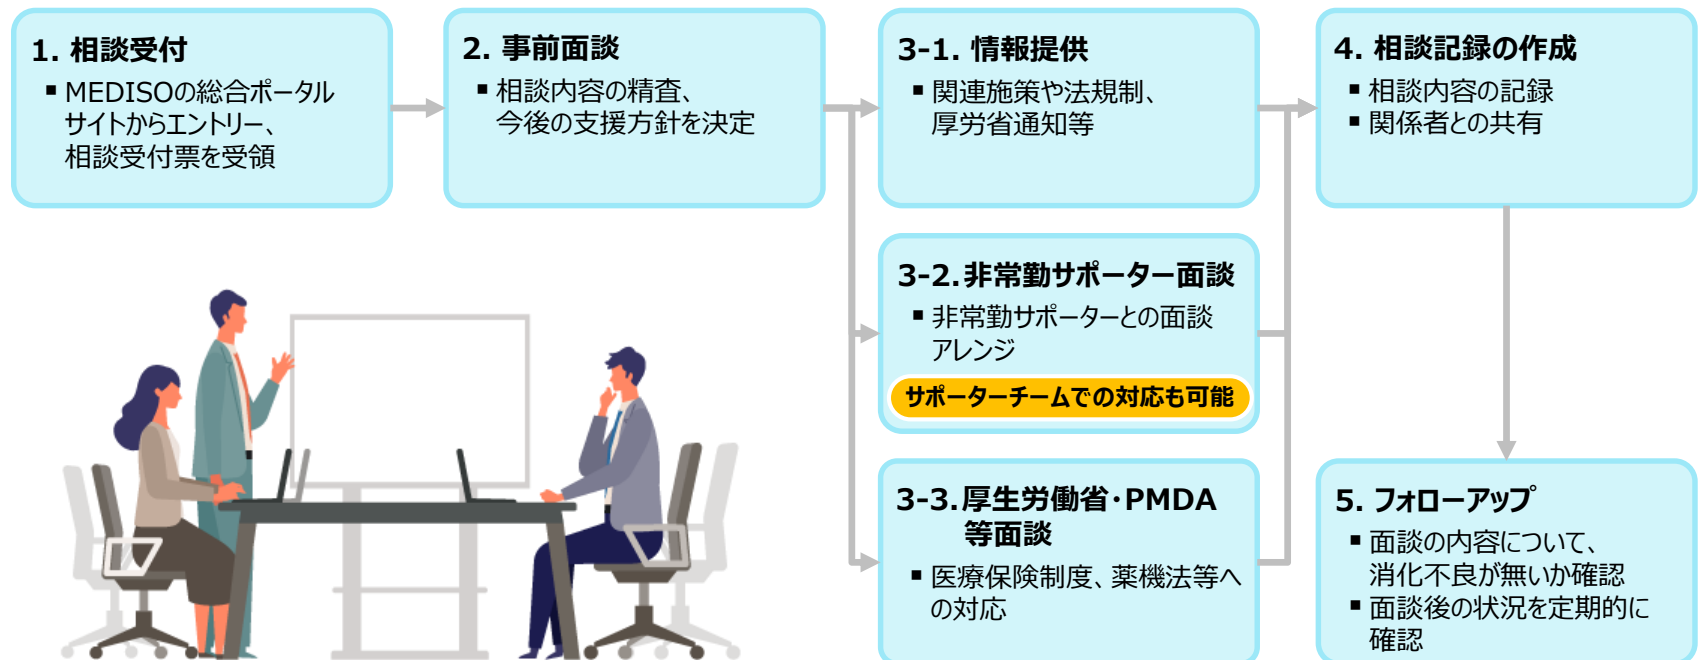 1. 相談受付
▪ MEDISOの総合ポータル
サイトからエントリー、
相談受付票を受領
2. 事前面談
▪ 相談内容の精査、
今後の支援方針を決定
3-1. 情報提供
▪ 関連施策や法規制、
厚労省通知等
3-2.非常勤サポーター面談
▪ 非常勤サポーターとの面談
アレンジ
サポーターチームでの対応も可能
3-3.厚生労働省・PMDA
等面談
▪ 医療保険制度、薬機法等へ
の対応
4. 相談記録の作成
▪ 相談内容の記録
▪ 関係者との共有
5. フォローアップ
▪ 面談の内容について、
消化不良が無いか確認
▪ 面談後の状況を定期的に
確認